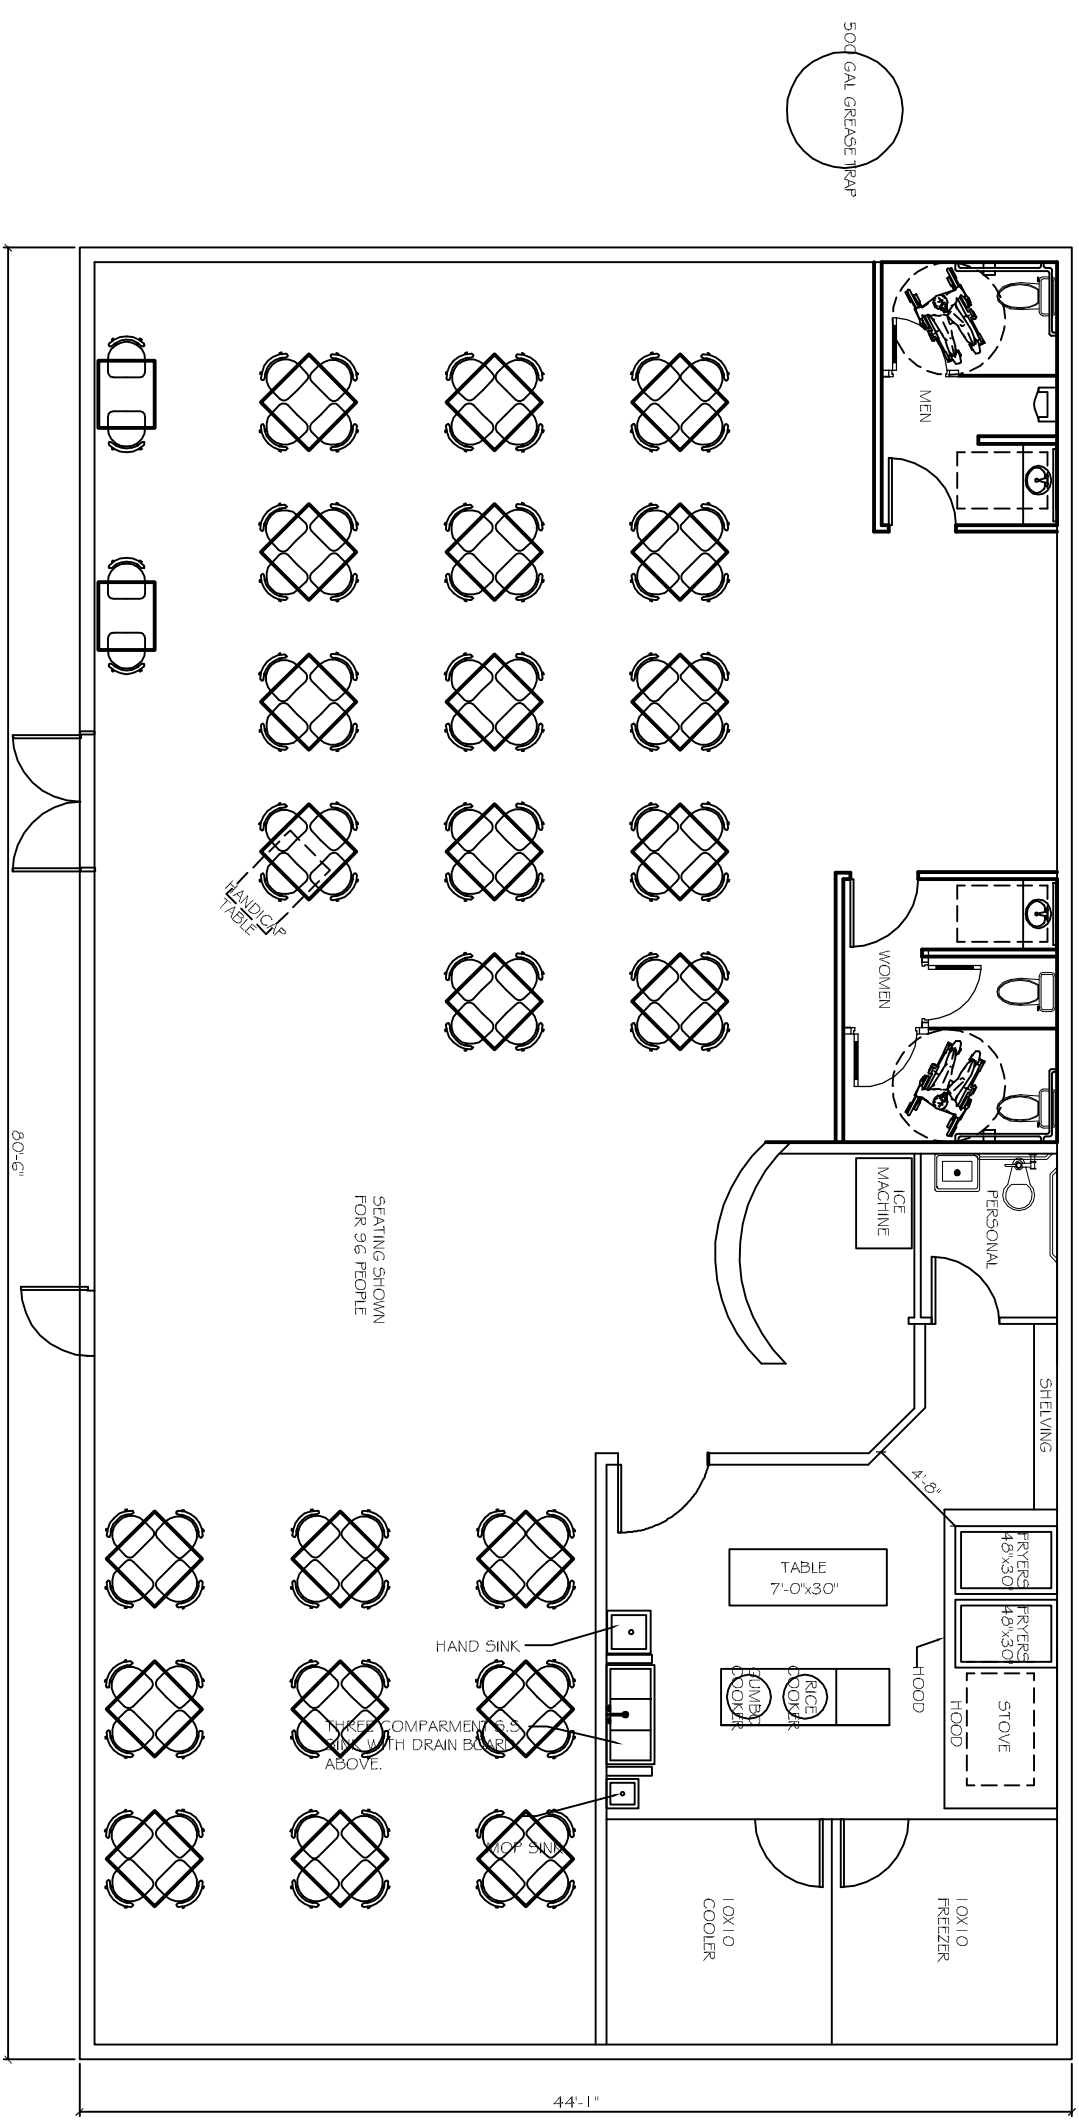 500 GAL GREASE TRAP
MEN
HANDICAP
TABLE
WOMEN
80'-6"
SEATING SHOWN
FOR 96 PEOPLE
ICE
MACHINE
PERSONAL
SHELVING
4'-8"
FRYERS
48"x30"
FRYERS
48"x30"
TABLE
7'-0"x30"
HAND SINK
RICE
COOKER
GUMBO
COOKER
HOOD
HOOD
STOVE
THREE COMPARMENT S.S.
SINK WITH DRAIN BOARD
ABOVE.
MOP SINK
10X10
COOLER
10X10
FREEZER
44'-1"